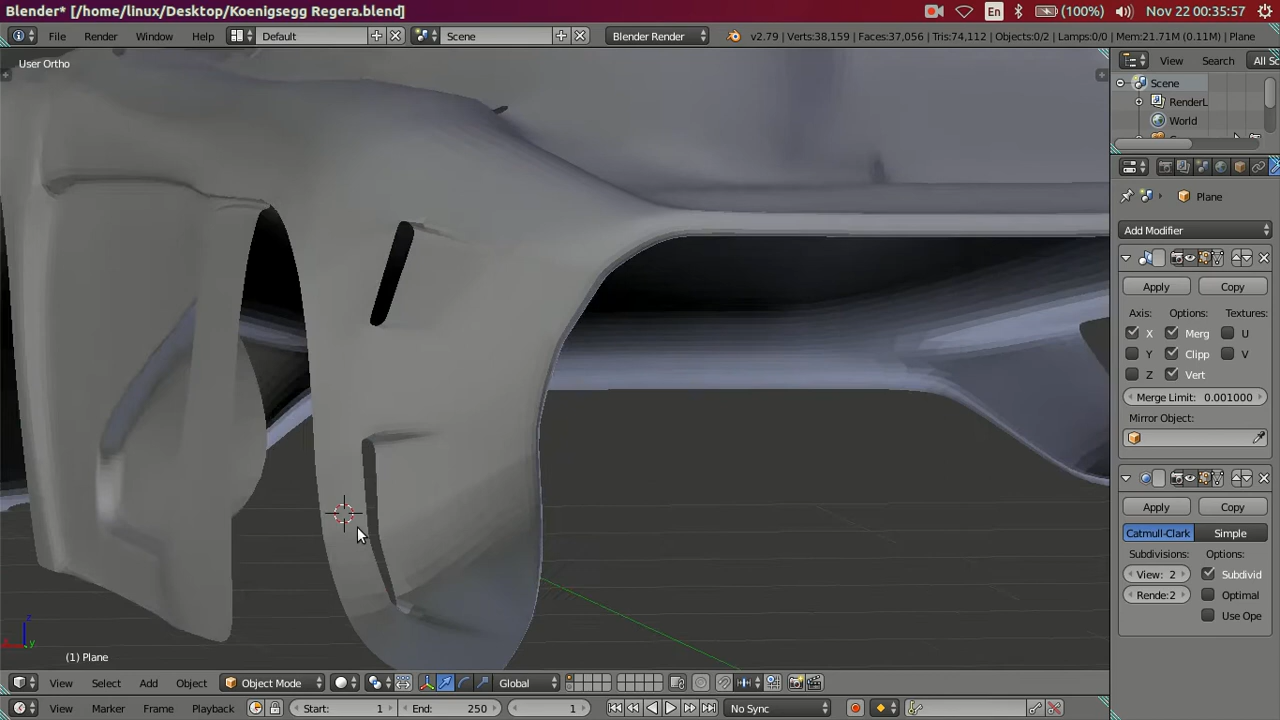 Blender* [/home/linux/Desktop/Koenigsegg Regera.blend]
En (100%) Nov 22 00:35:57
File Render Window Help Default Scene Blender Render v2.79 | Verts:38,159 | Faces:37,056 | Tris:74,112 | Objects:0/2 | Lamps:0/0 | Mem:21.71M (0.11M) | Plane
User Ortho
View Search All Sc
Scene
RenderL
World
Plane
Add Modifier
Apply Copy
Axis: Options: Textures:
X Merg U
Y Clipp V
Z Vert
Merge Limit: 0.001000
Mirror Object:
Apply Copy
Catmull-Clark Simple
Subdivisions: Options:
View: 2 Subdivid
Rende:2 Optimal
Use Ope
z
x y
(1) Plane
View Select Add Object Object Mode Global
View Marker Frame Playback Start: 1 End: 250 1 No Sync